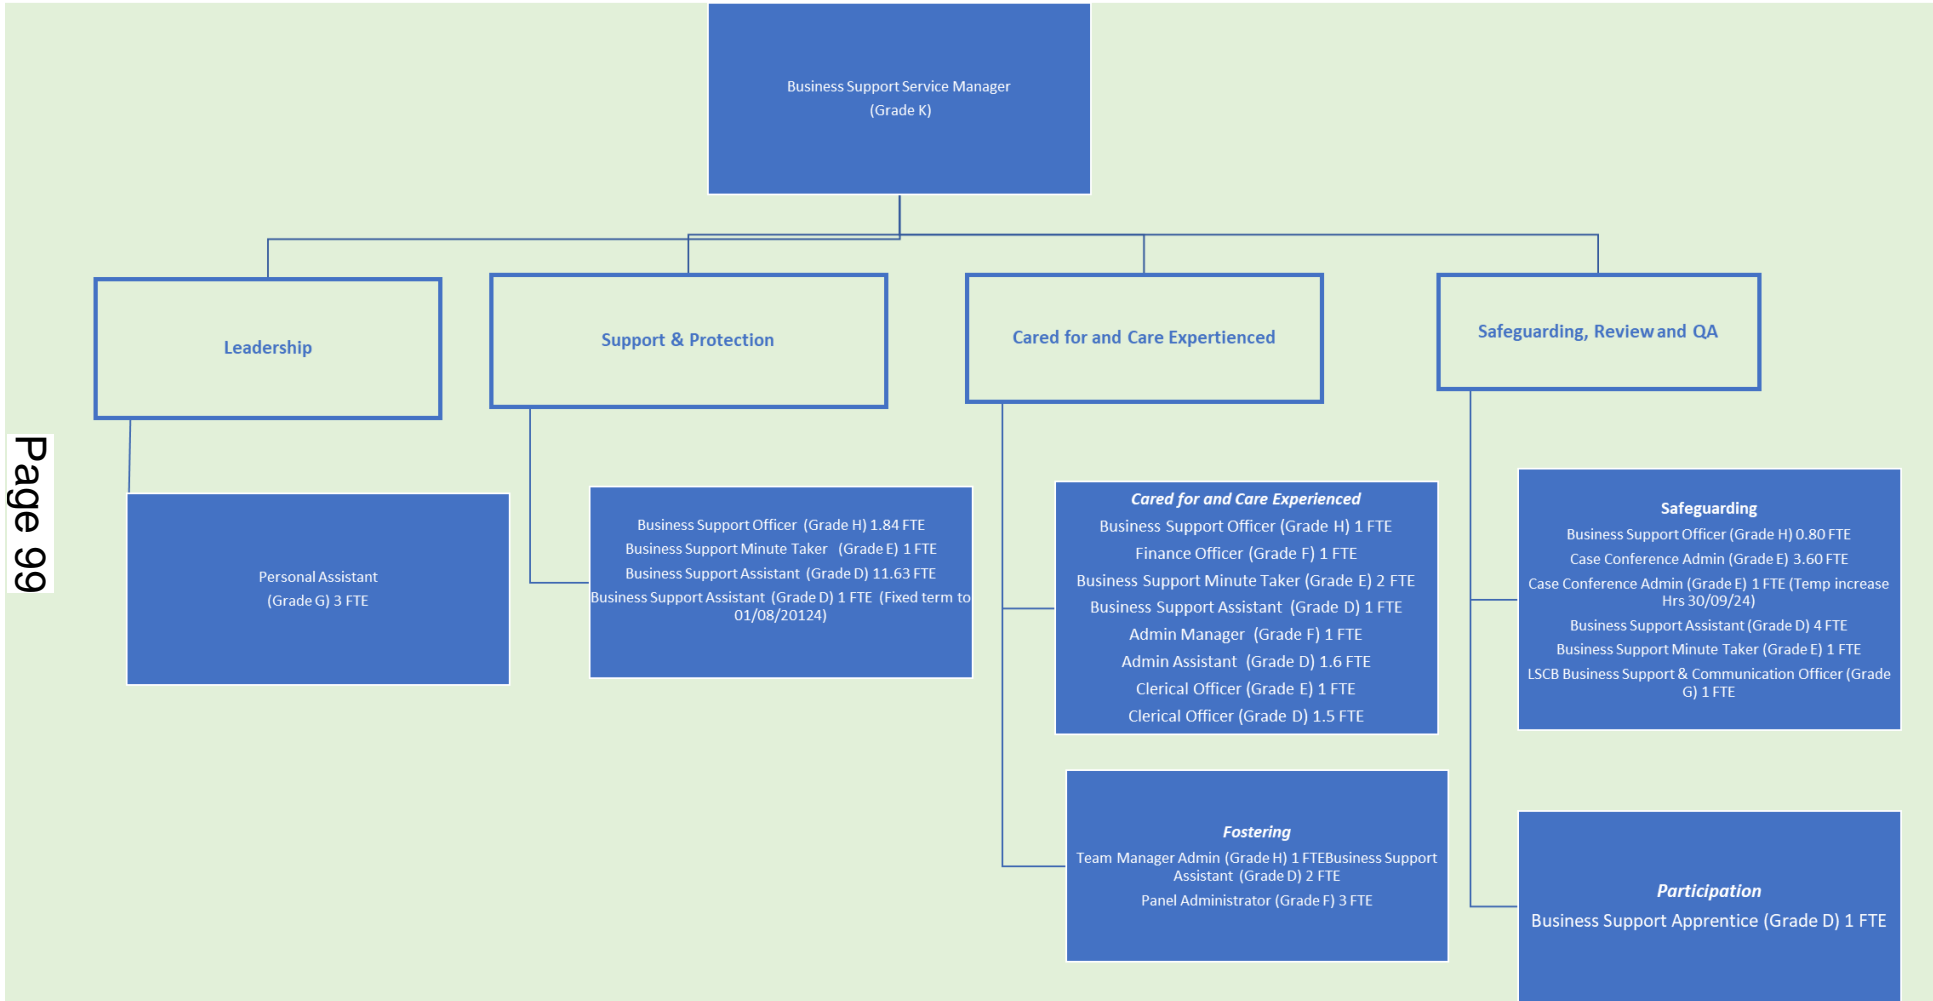 Business Support Service Manager
(Grade K)
Leadership
Support & Protection
Cared for and Care Expertienced
Safeguarding, Review and QA
Personal Assistant
(Grade G) 3 FTE
Business Support Officer (Grade H) 1.84 FTE
Business Support Minute Taker (Grade E) 1 FTE
Business Support Assistant (Grade D) 11.63 FTE
Business Support Assistant (Grade D) 1 FTE (Fixed term to
01/08/20124)
Cared for and Care Experienced
Business Support Officer (Grade H) 1 FTE
Finance Officer (Grade F) 1 FTE
Business Support Minute Taker (Grade E) 2 FTE
Business Support Assistant (Grade D) 1 FTE
Admin Manager (Grade F) 1 FTE
Admin Assistant (Grade D) 1.6 FTE
Clerical Officer (Grade E) 1 FTE
Clerical Officer (Grade D) 1.5 FTE
Fostering
Team Manager Admin (Grade H) 1 FTEBusiness Support
Assistant (Grade D) 2 FTE
Panel Administrator (Grade F) 3 FTE
Safeguarding
Business Support Officer (Grade H) 0.80 FTE
Case Conference Admin (Grade E) 3.60 FTE
Case Conference Admin (Grade E) 1 FTE (Temp increase
Hrs 30/09/24)
Business Support Assistant (Grade D) 4 FTE
Business Support Minute Taker (Grade E) 1 FTE
LSCB Business Support & Communication Officer (Grade
G) 1 FTE
Participation
Business Support Apprentice (Grade D) 1 FTE
Page 99